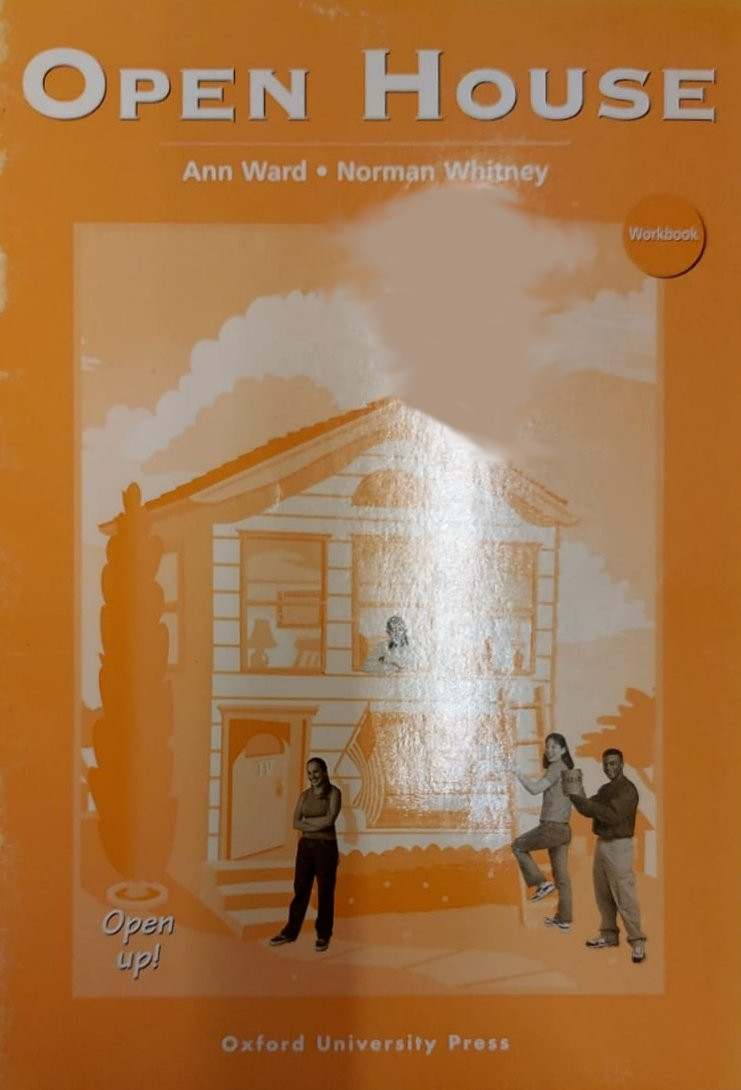 OPEN HOUSE
Ann Ward • Norman Whitney
Workbook
Open
up!
Oxford University Press